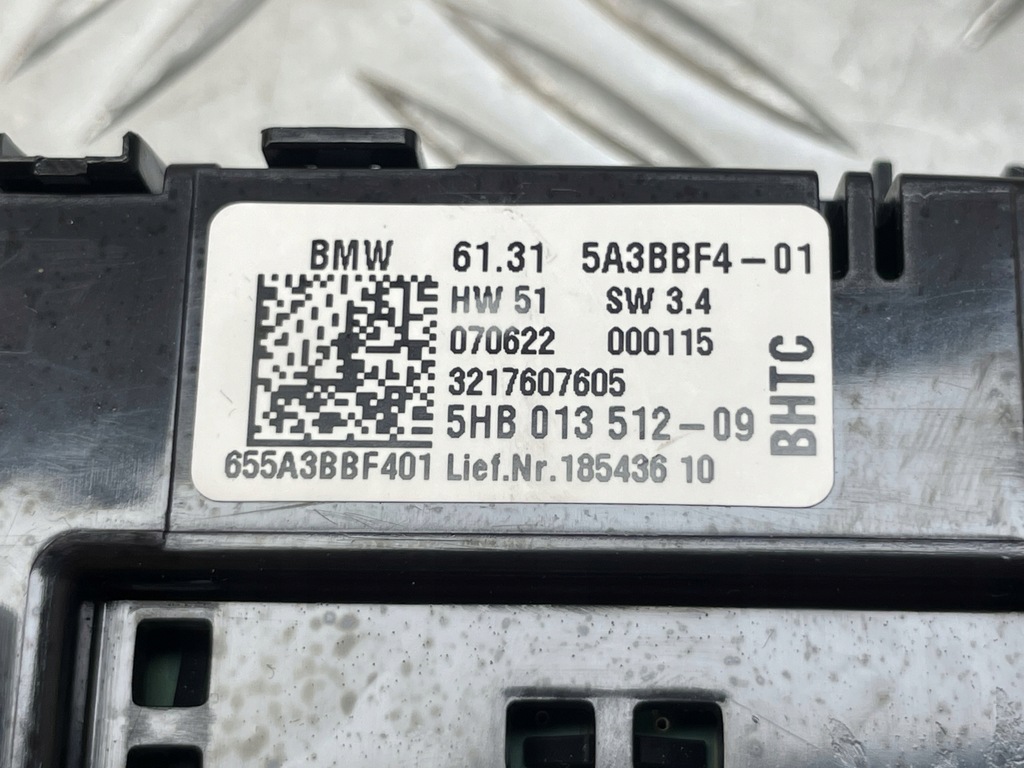 BMW 61.31 5A3BBF4-01
HW 51 SW 3.4
070622 000115
3217607605
5HB 013 512-09
655A3BBF401 Lief.Nr.185436 10
BHTC